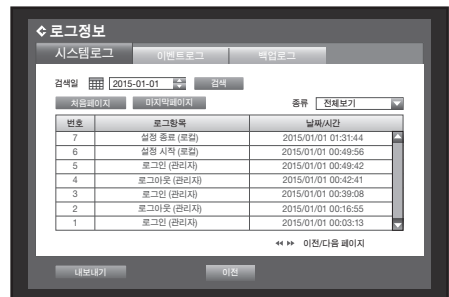 로그정보
시스템로그 이벤트로그 백업로그
검색일 2015-01-01 검색
처음페이지 마지막페이지 종류 전체보기
번호 로그항목 날짜/시간
7 설정 종료 (로컬) 2015/01/01 01:31:44
6 설정 시작 (로컬) 2015/01/01 00:49:56
5 로그인 (관리자) 2015/01/01 00:49:42
4 로그아웃 (관리자) 2015/01/01 00:42:41
3 로그인 (관리자) 2015/01/01 00:39:08
2 로그아웃 (관리자) 2015/01/01 00:16:55
1 로그인 (관리자) 2015/01/01 00:03:13
이전/다음 페이지
내보내기 이전